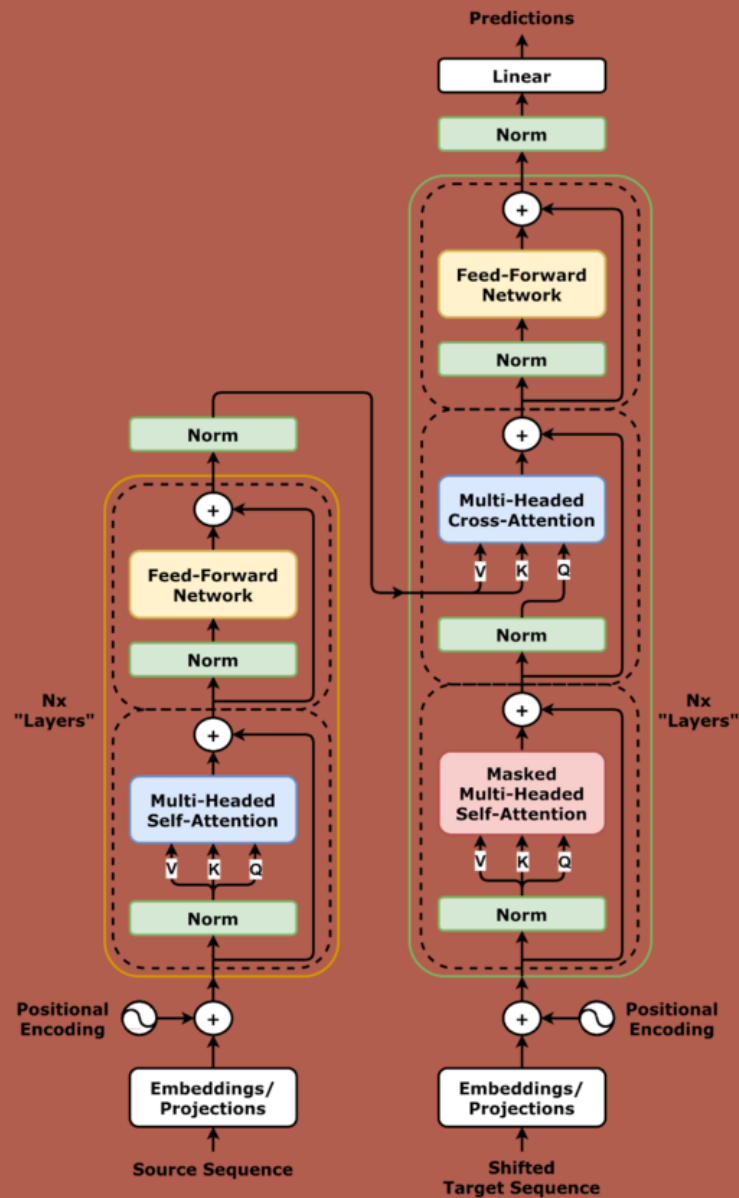 Predictions
Linear
Norm
+
Feed-Forward
Network
Norm
+
Multi-Headed
Cross-Attention
V K Q
Norm
+
Masked
Multi-Headed
Self-Attention
V K Q
Norm
Nx
"Layers"
+
Positional
Encoding
Embeddings/
Projections
Shifted
Target Sequence
Norm
+
Feed-Forward
Network
Norm
Nx
"Layers"
+
Multi-Headed
Self-Attention
V K Q
Norm
Positional
Encoding
+
Embeddings/
Projections
Source Sequence